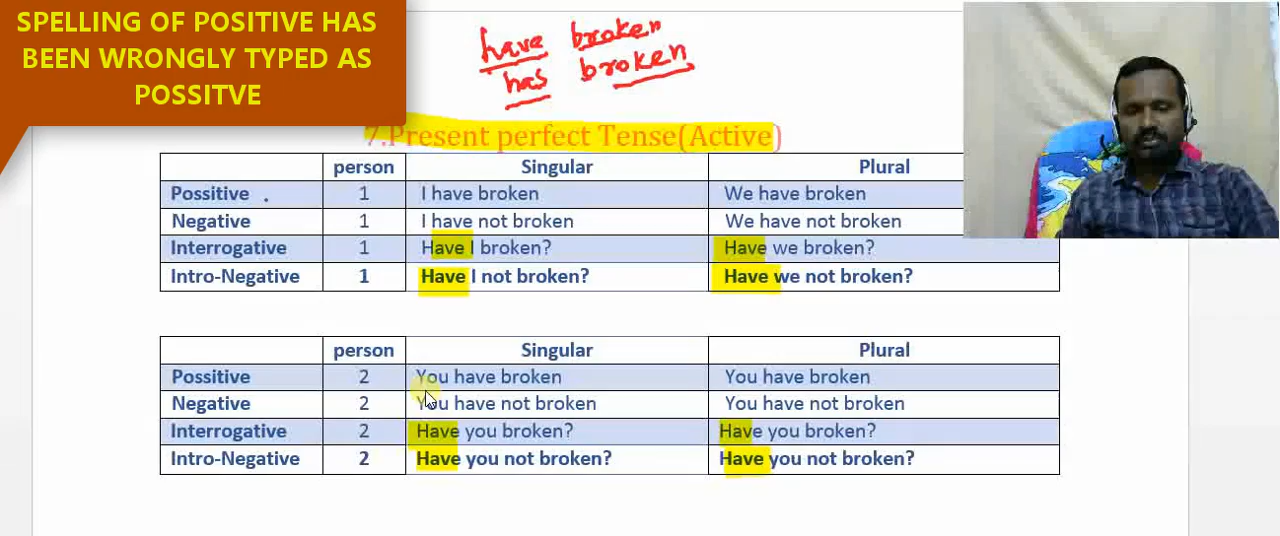 SPELLING OF POSITIVE HAS
BEEN WRONGLY TYPED AS
POSSITVE
have broken
has broken
7.Present perfect Tense(Active)
person Singular Plural
Possitive 1 I have broken We have broken
Negative 1 I have not broken We have not broken
Interrogative 1 Have I broken? Have we broken?
Intro-Negative 1 Have I not broken? Have we not broken?
person Singular Plural
Possitive 2 You have broken You have broken
Negative 2 You have not broken You have not broken
Interrogative 2 Have you broken? Have you broken?
Intro-Negative 2 Have you not broken? Have you not broken?